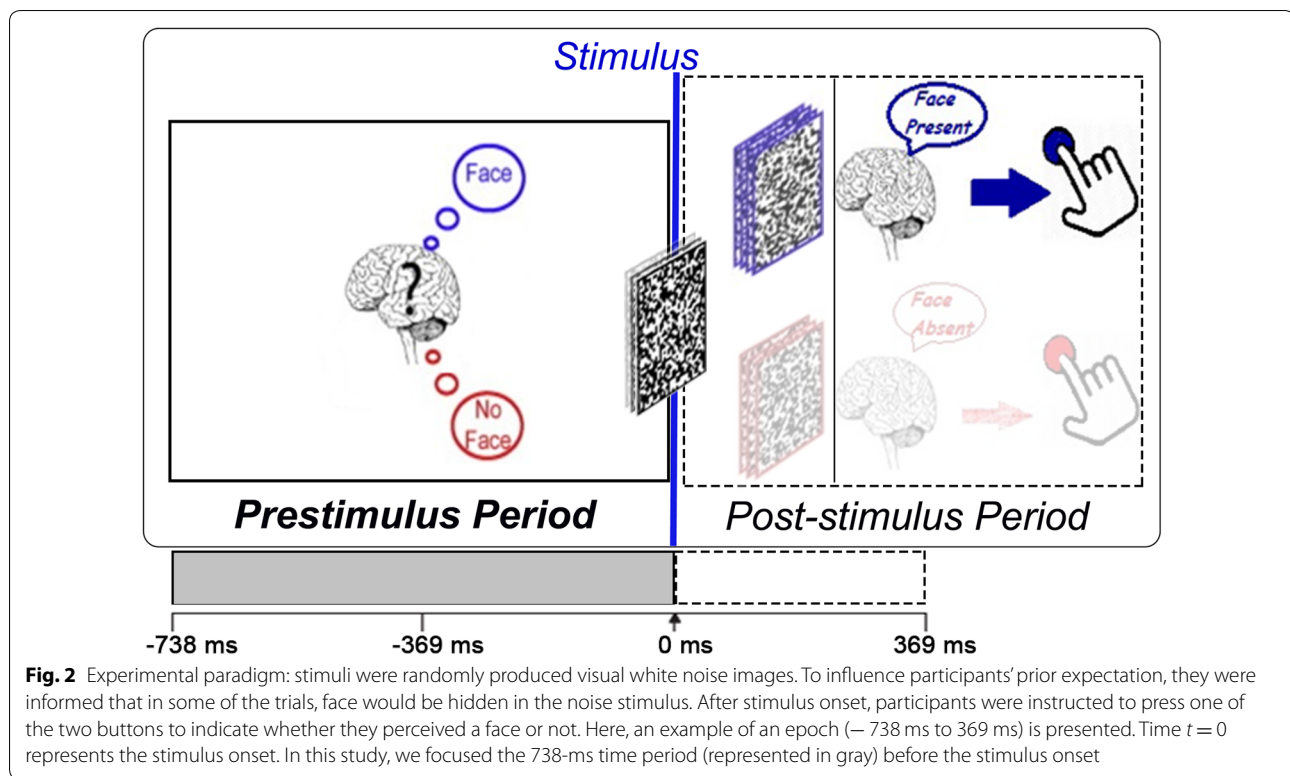 Stimulus
Face
Present
Face
?
Face
Absent
No
Face
Prestimulus Period
Post-stimulus Period
-738 ms
-369 ms
0 ms
369 ms
Fig. 2 Experimental paradigm: stimuli were randomly produced visual white noise images. To influence participants’ prior expectation, they were
informed that in some of the trials, face would be hidden in the noise stimulus. After stimulus onset, participants were instructed to press one of
the two buttons to indicate whether they perceived a face or not. Here, an example of an epoch (− 738 ms to 369 ms) is presented. Time t = 0
represents the stimulus onset. In this study, we focused the 738-ms time period (represented in gray) before the stimulus onset